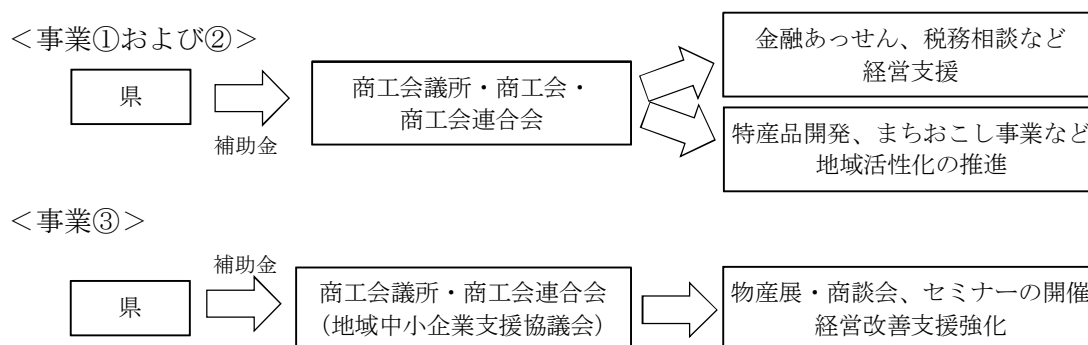 ＜事業①および②＞
県
補助金
商工会議所・商工会・
商工会連合会
金融あっせん、税務相談など
経営支援
特産品開発、まちおこし事業など
地域活性化の推進
＜事業③＞
県
補助金
商工会議所・商工会連合会
（地域中小企業支援協議会）
物産展・商談会、セミナーの開催
経営改善支援強化